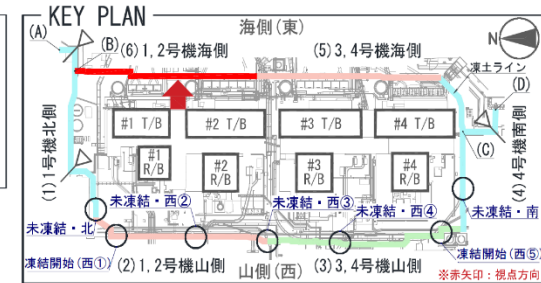 KEY PLAN
海側(東)
N
(A)
(B)
(6)1,2号機海側
(5)3,4号機海側
凍土ライン
(D)
#1 T/B
#2 T/B
#3 T/B
#4 T/B
(C)
(1)1号機北側
(4)4号機南側
#1
R/B
#2
R/B
#3
R/B
#4
R/B
未凍結・北
未凍結・西②
未凍結・西③
未凍結・西④
未凍結・南
凍結開始(西①)
(2)1,2号機山側
山側(西)
(3)3,4号機山側
凍結開始(西⑤)
※赤矢印:視点方向